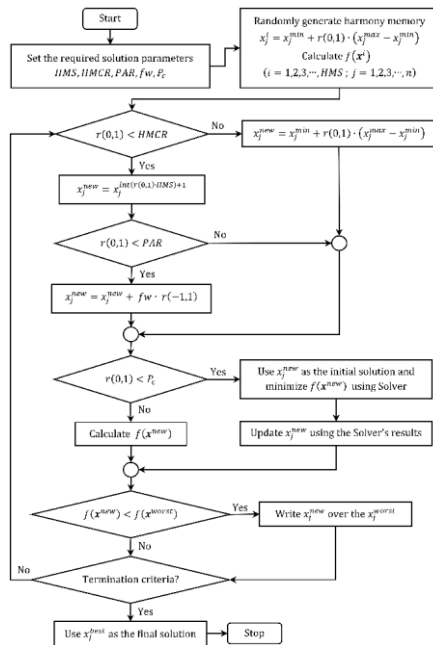 Start
Set the required solution parameters
HMS, HMCR, PAR, fw, P_c
Randomly generate harmony memory
x_j^i = x_j^min + r(0,1) · (x_j^max − x_j^min)
Calculate f(x^i)
(i = 1,2,3,⋯,HMS ; j = 1,2,3,⋯,n)
r(0,1) < HMCR
No
x_j^new = x_j^min + r(0,1) · (x_j^max − x_j^min)
Yes
x_j^new = x_j^int(r(0,1)·HMS)+1
r(0,1) < PAR
No
Yes
x_j^new = x_j^new + fw · r(−1,1)
r(0,1) < P_c
Yes
Use x_j^new as the initial solution and
minimize f(x^new) using Solver
No
Calculate f(x^new)
Update x_j^new using the Solver's results
f(x^new) < f(x^worst)
Yes
Write x_j^new over the x_j^worst
No
No
Termination criteria?
Yes
Use x_j^best as the final solution
Stop